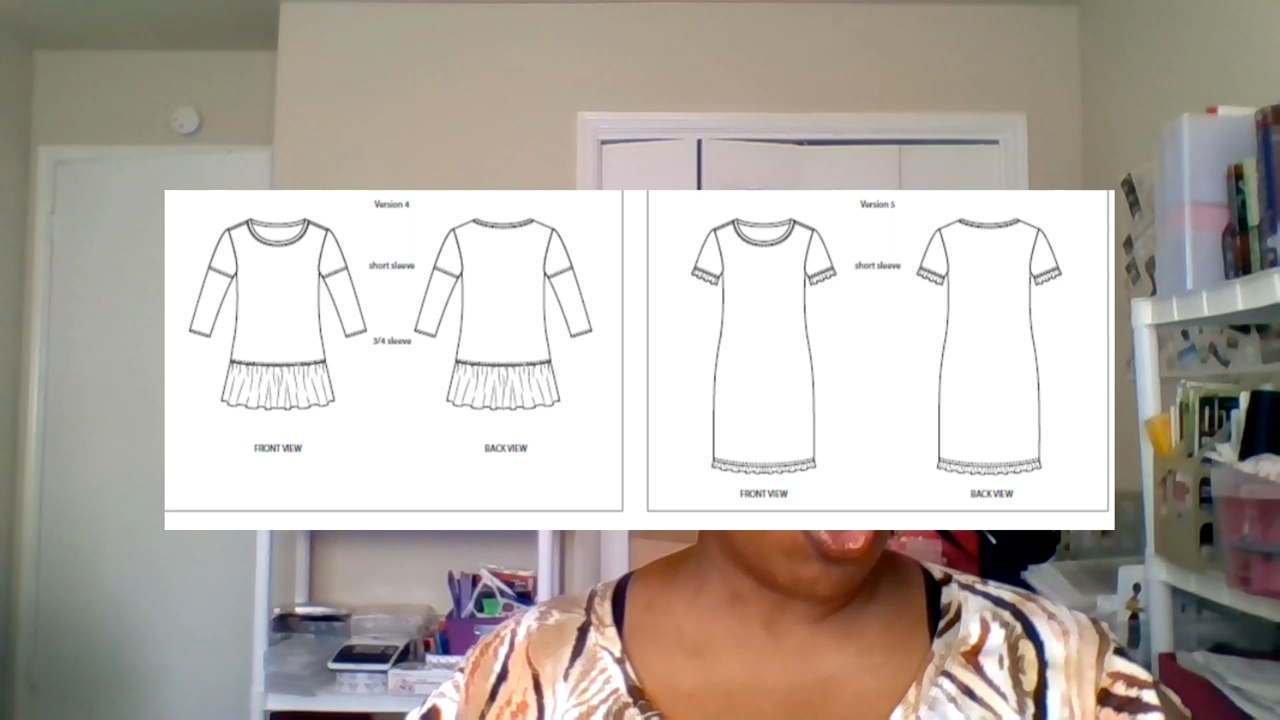 Version 4
short sleeve
3/4 sleeve
FRONT VIEW
BACK VIEW
Version 5
short sleeve
FRONT VIEW
BACK VIEW